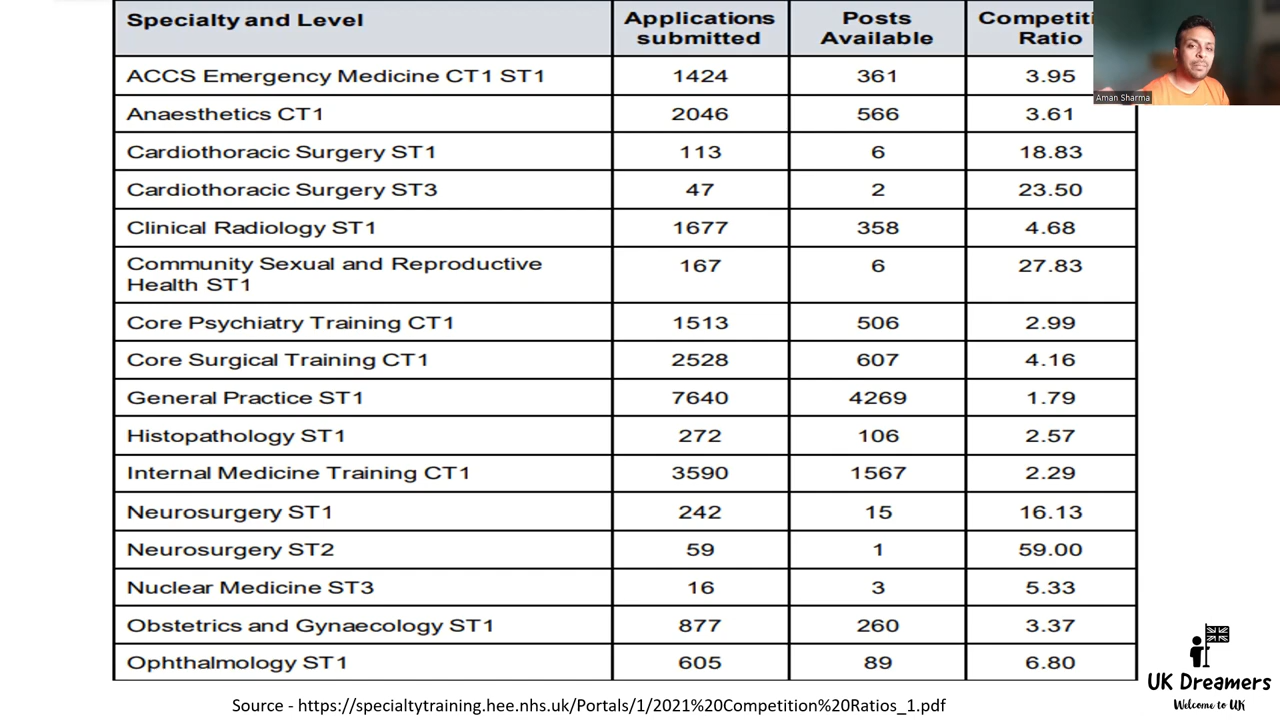 Specialty and Level Applications submitted Posts Available Competiti Ratio
ACCS Emergency Medicine CT1 ST1 1424 361 3.95
Aman Sharma
Anaesthetics CT1 2046 566 3.61
Cardiothoracic Surgery ST1 113 6 18.83
Cardiothoracic Surgery ST3 47 2 23.50
Clinical Radiology ST1 1677 358 4.68
Community Sexual and Reproductive Health ST1 167 6 27.83
Core Psychiatry Training CT1 1513 506 2.99
Core Surgical Training CT1 2528 607 4.16
General Practice ST1 7640 4269 1.79
Histopathology ST1 272 106 2.57
Internal Medicine Training CT1 3590 1567 2.29
Neurosurgery ST1 242 15 16.13
Neurosurgery ST2 59 1 59.00
Nuclear Medicine ST3 16 3 5.33
Obstetrics and Gynaecology ST1 877 260 3.37
Ophthalmology ST1 605 89 6.80
UK Dreamers
Welcome to UK
Source - https://specialtytraining.hee.nhs.uk/Portals/1/2021%20Competition%20Ratios_1.pdf